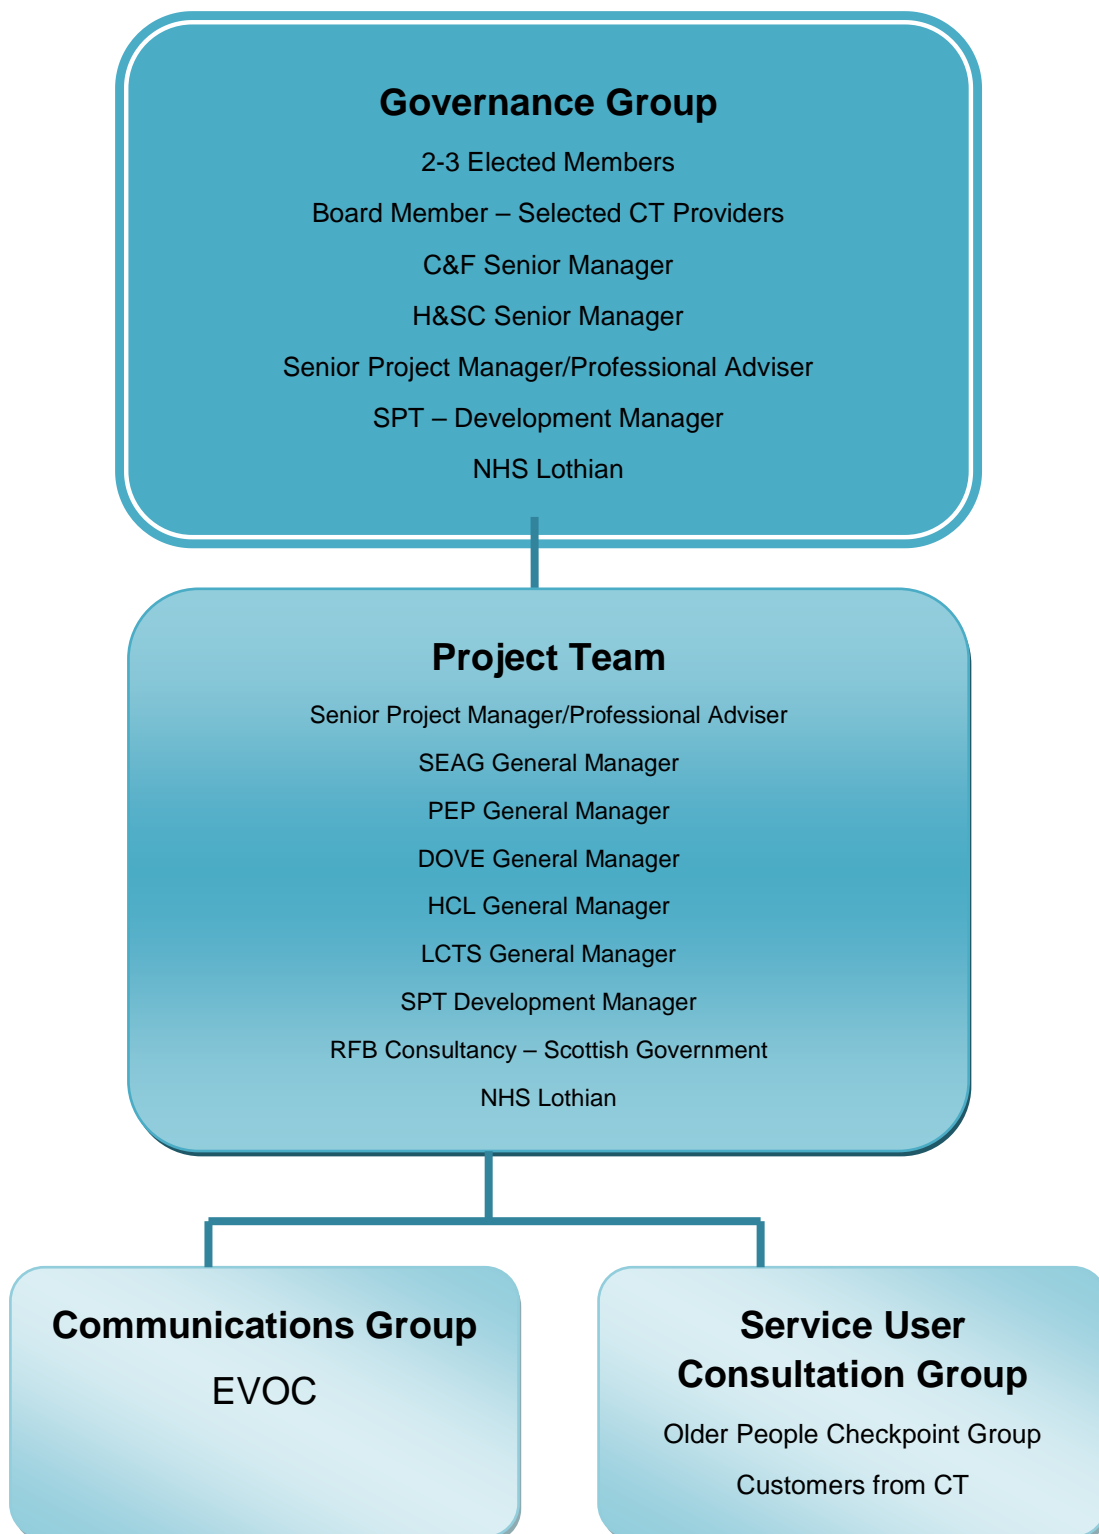 Governance Group
2-3 Elected Members
Board Member – Selected CT Providers
C&F Senior Manager
H&SC Senior Manager
Senior Project Manager/Professional Adviser
SPT – Development Manager
NHS Lothian
Project Team
Senior Project Manager/Professional Adviser
SEAG General Manager
PEP General Manager
DOVE General Manager
HCL General Manager
LCTS General Manager
SPT Development Manager
RFB Consultancy – Scottish Government
NHS Lothian
Communications Group
EVOC
Service User
Consultation Group
Older People Checkpoint Group
Customers from CT